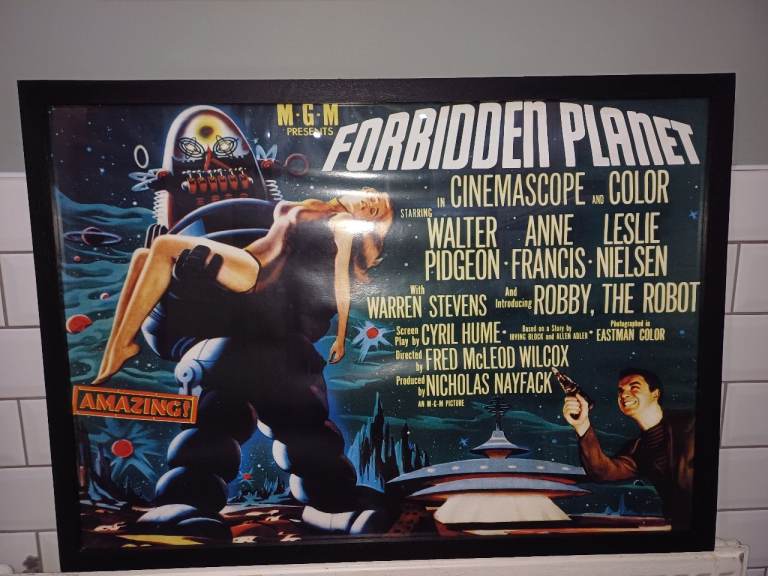 M·G·M
PRESENTS
FORBIDDEN PLANET
IN CINEMASCOPE AND COLOR
STARRING
WALTER ANNE LESLIE
PIDGEON · FRANCIS · NIELSEN
With WARREN STEVENS And Introducing ROBBY, THE ROBOT
Screen Play by CYRIL HUME · Based on a Story by IRVING BLOCK and ALLEN ADLER · Photographed in EASTMAN COLOR
Directed by FRED McLEOD WILCOX
Produced by NICHOLAS NAYFACK
AN M-G-M PICTURE
AMAZING!